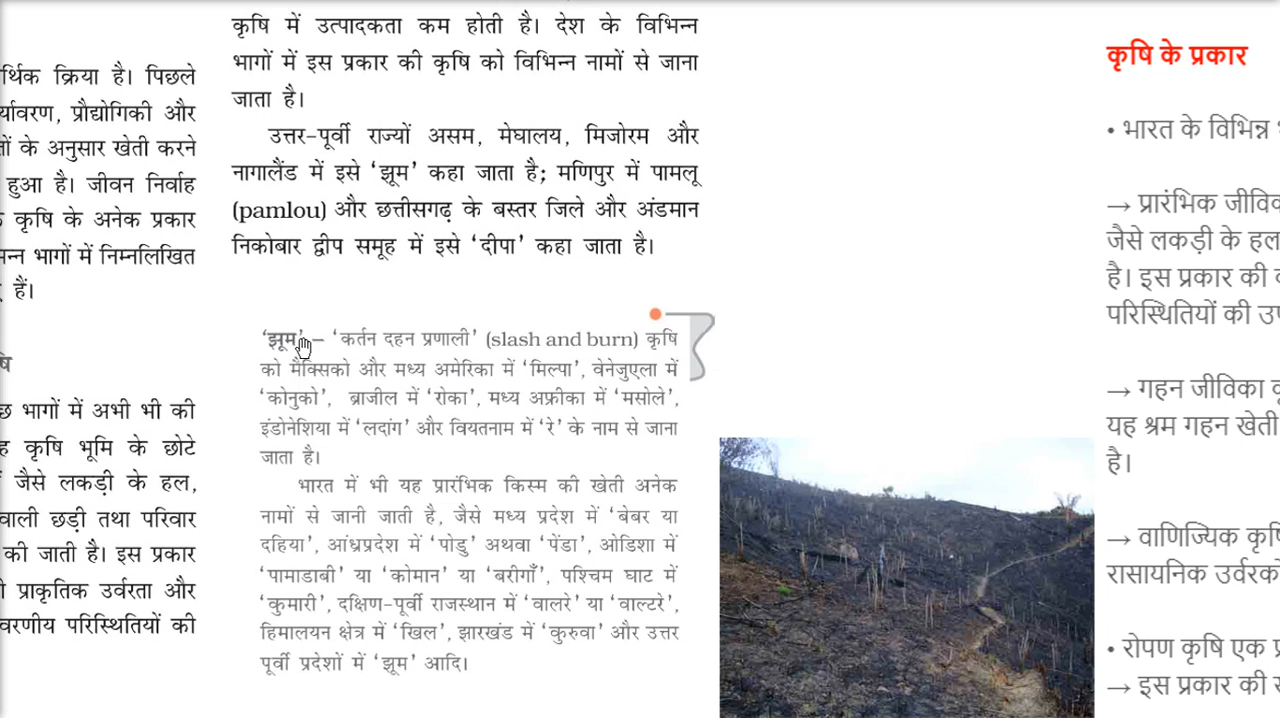 र्थिक क्रिया है। पिछले
र्यावरण, प्रौद्योगिकी और
के अनुसार खेती करने
हुआ है। जीवन निर्वाह
कृषि के अनेक प्रकार
भागों में निम्नलिखित
हैं।
छ भागों में अभी भी की
ह कृषि भूमि के छोटे
जैसे लकड़ी के हल,
वाली छड़ी तथा परिवार
की जाती है। इस प्रकार
प्राकृतिक उर्वरता और
वरणीय परिस्थितियों की
कृषि में उत्पादकता कम होती है। देश के विभिन्न
भागों में इस प्रकार की कृषि को विभिन्न नामों से जाना
जाता है।
उत्तर-पूर्वी राज्यों असम, मेघालय, मिजोरम और
नागालैंड में इसे ‘झूम’ कहा जाता है; मणिपुर में पामलू
(pamlou) और छत्तीसगढ़ के बस्तर जिले और अंडमान
निकोबार द्वीप समूह में इसे ‘दीपा’ कहा जाता है।
‘झूम’– ‘कर्तन दहन प्रणाली’ (slash and burn) कृषि
को मैक्सिको और मध्य अमेरिका में ‘मिल्पा’, वेनेजुएला में
‘कोनुको’, ब्राजील में ‘रोका’, मध्य अफ्रीका में ‘मसोले’,
इंडोनेशिया में ‘लदांग’ और वियतनाम में ‘रे’ के नाम से जाना
जाता है।
भारत में भी यह प्रारंभिक किस्म की खेती अनेक
नामों से जानी जाती है, जैसे मध्य प्रदेश में ‘बेबर या
दहिया’, आंध्रप्रदेश में ‘पोडु’ अथवा ‘पेंडा’, ओडिशा में
‘पामाडाबी’ या ‘कोमान’ या ‘बरीगाँ’, पश्चिम घाट में
‘कुमारी’, दक्षिण-पूर्वी राजस्थान में ‘वालरे’ या ‘वाल्टरे’,
हिमालयन क्षेत्र में ‘खिल’, झारखंड में ‘कुरुवा’ और उत्तर
पूर्वी प्रदेशों में ‘झूम’ आदि।
कृषि के प्रकार
• भारत के विभिन्न
→ प्रारंभिक
जैसे लकड़ी के हल
है। इस प्रकार की
परिस्थितियों की
→ गहन जीविका
यह श्रम गहन खेती
है।
→ वाणिज्यिक
रासायनिक
• रोपण कृषि एक
→ इस प्रकार की